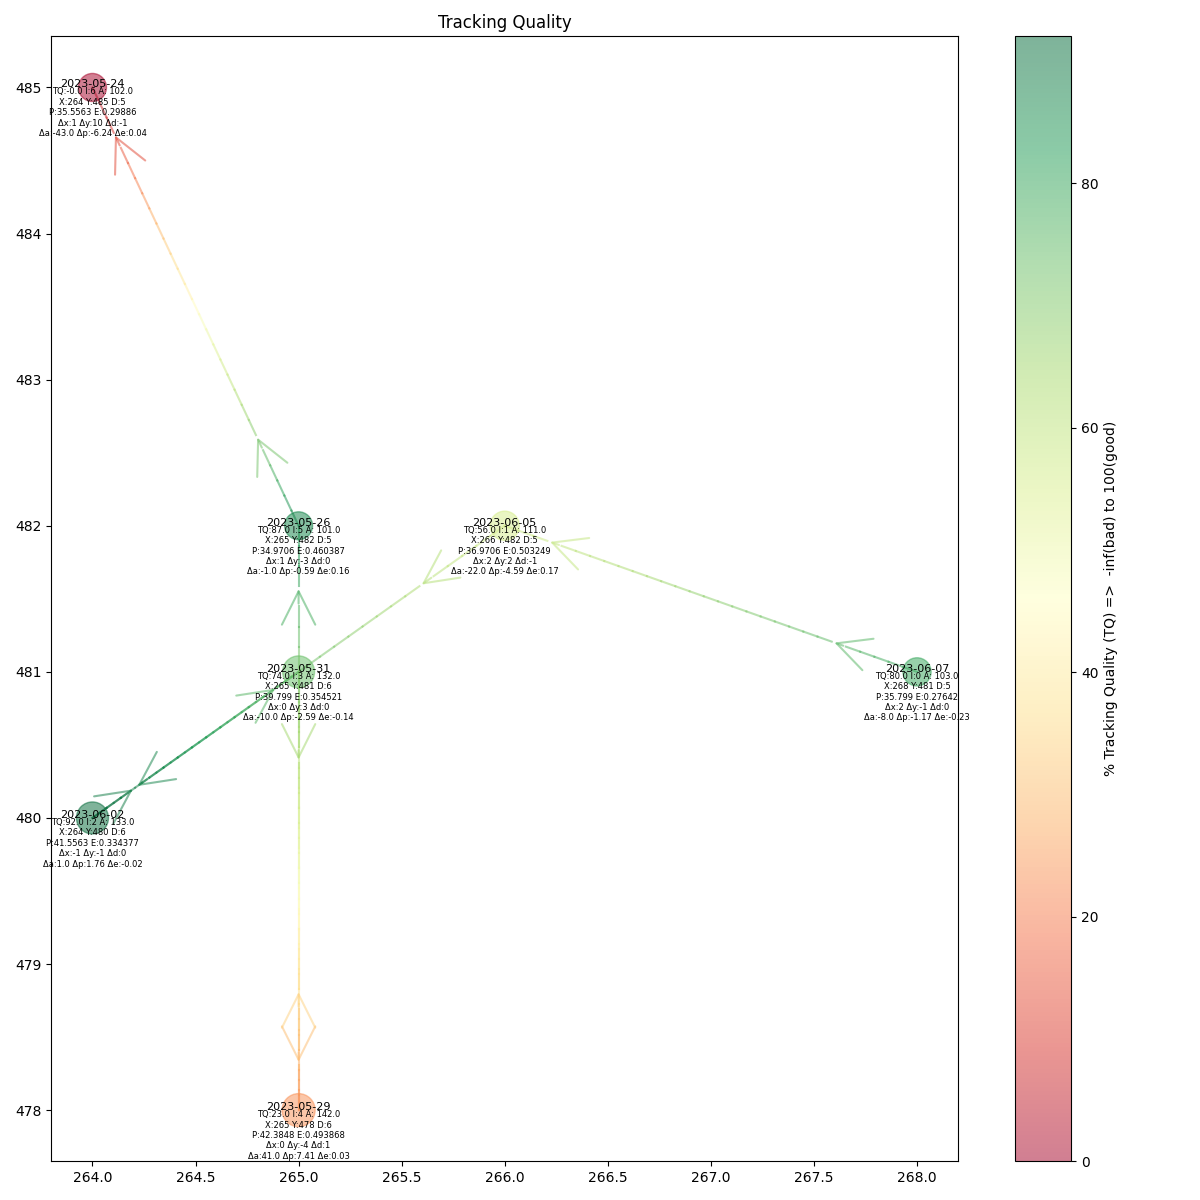 Tracking Quality
485
484
483
482
481
480
479
478
2023-05-24
TQ:-0.0 I:6 A: 102.0
X:264 Y:485 D:5
P:35.5563 E:0.29886
Δx:1 Δy:10 Δd:-1
Δa:-43.0 Δp:-6.24 Δe:0.04
2023-05-26
TQ:87.0 I:5 A: 101.0
X:265 Y:482 D:5
P:34.9706 E:0.460387
Δx:1 Δy:-3 Δd:0
Δa:-1.0 Δp:-0.59 Δe:0.16
2023-06-05
TQ:56.0 I:1 A: 111.0
X:266 Y:482 D:5
P:36.9706 E:0.503249
Δx:2 Δy:2 Δd:-1
Δa:-22.0 Δp:-4.59 Δe:0.17
2023-05-31
TQ:74.0 I:3 A: 132.0
X:265 Y:481 D:6
P:39.799 E:0.354521
Δx:0 Δy:3 Δd:0
Δa:-10.0 Δp:-2.59 Δe:-0.14
2023-06-07
TQ:80.0 I:0 A: 103.0
X:268 Y:481 D:5
P:35.799 E:0.27642
Δx:2 Δy:-1 Δd:0
Δa:-8.0 Δp:-1.17 Δe:-0.23
2023-06-02
TQ:92.0 I:2 A: 133.0
X:264 Y:480 D:6
P:41.5563 E:0.334377
Δx:-1 Δy:-1 Δd:0
Δa:1.0 Δp:1.76 Δe:-0.02
2023-05-29
TQ:23.0 I:4 A: 142.0
X:265 Y:478 D:6
P:42.3848 E:0.493868
Δx:0 Δy:-4 Δd:1
Δa:41.0 Δp:7.41 Δe:0.03
264.0 264.5 265.0 265.5 266.0 266.5 267.0 267.5 268.0
80
60
40
20
0
% Tracking Quality (TQ) => -inf(bad) to 100(good)